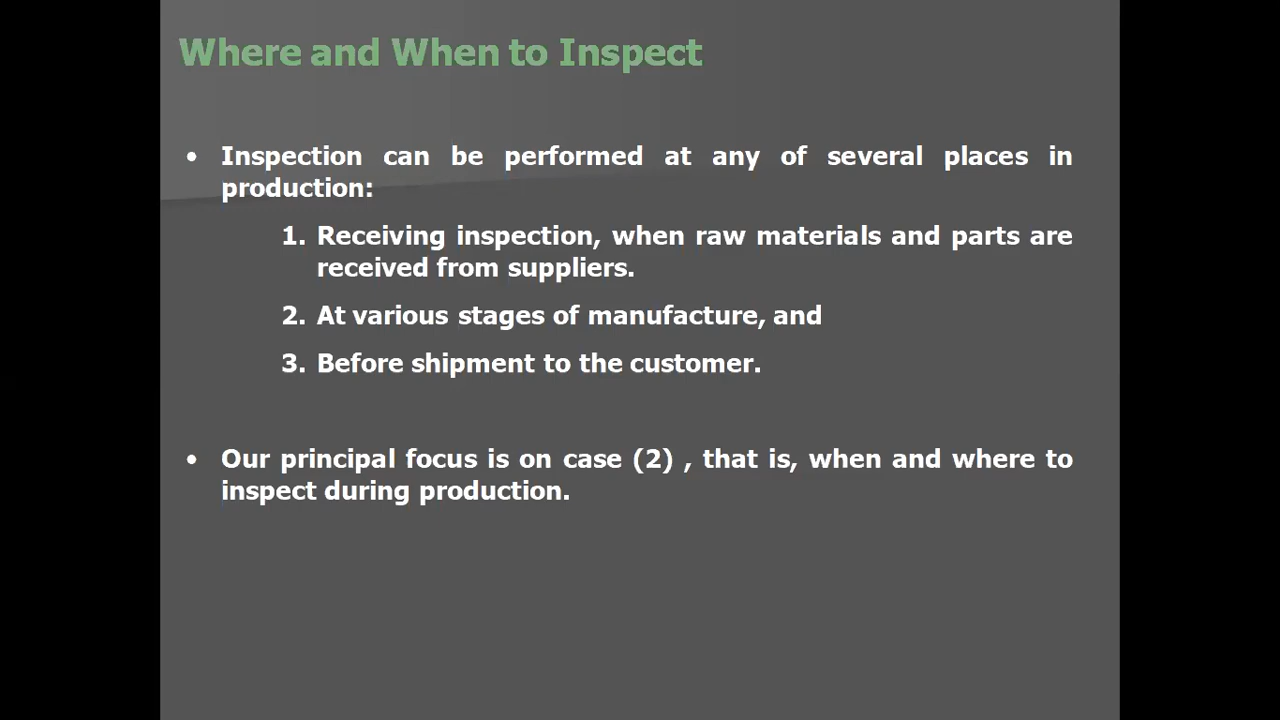 Where and When to Inspect
• Inspection can be performed at any of several places in
production:
1. Receiving inspection, when raw materials and parts are
received from suppliers.
2. At various stages of manufacture, and
3. Before shipment to the customer.
• Our principal focus is on case (2) , that is, when and where to
inspect during production.